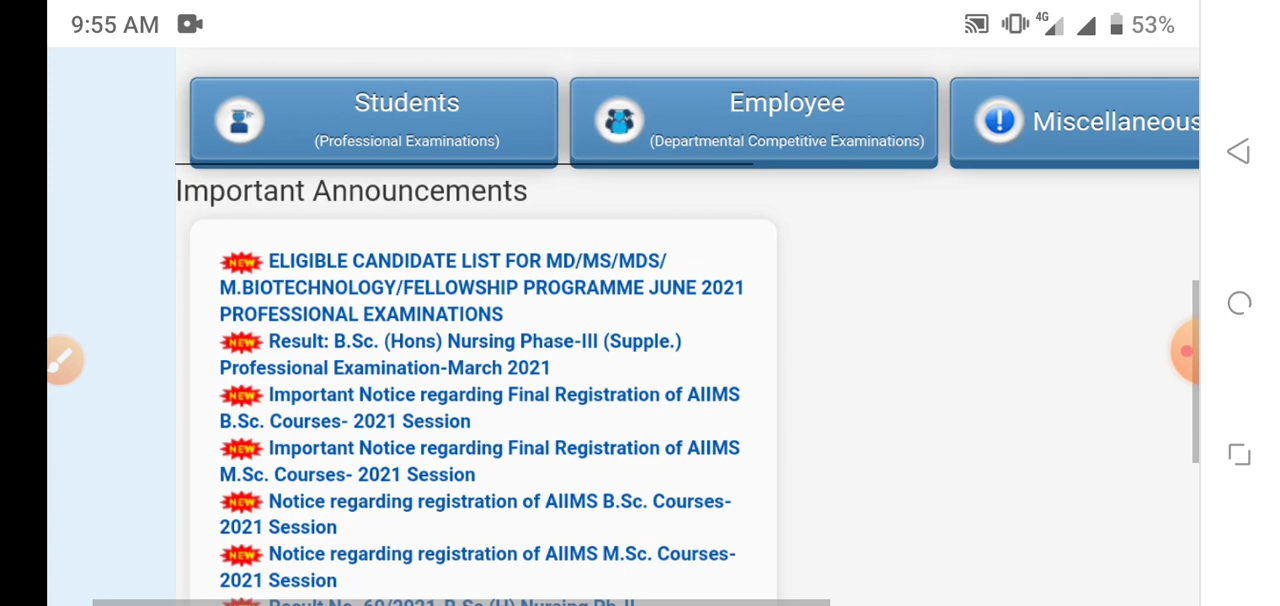 9:55 AM
4G
53%
Students
(Professional Examinations)
Employee
(Departmental Competitive Examinations)
Miscellaneous
Important Announcements
NEW ELIGIBLE CANDIDATE LIST FOR MD/MS/MDS/
M.BIOTECHNOLOGY/FELLOWSHIP PROGRAMME JUNE 2021
PROFESSIONAL EXAMINATIONS
NEW Result: B.Sc. (Hons) Nursing Phase-III (Supple.)
Professional Examination-March 2021
NEW Important Notice regarding Final Registration of AIIMS
B.Sc. Courses- 2021 Session
NEW Important Notice regarding Final Registration of AIIMS
M.Sc. Courses- 2021 Session
NEW Notice regarding registration of AIIMS B.Sc. Courses-
2021 Session
NEW Notice regarding registration of AIIMS M.Sc. Courses-
2021 Session